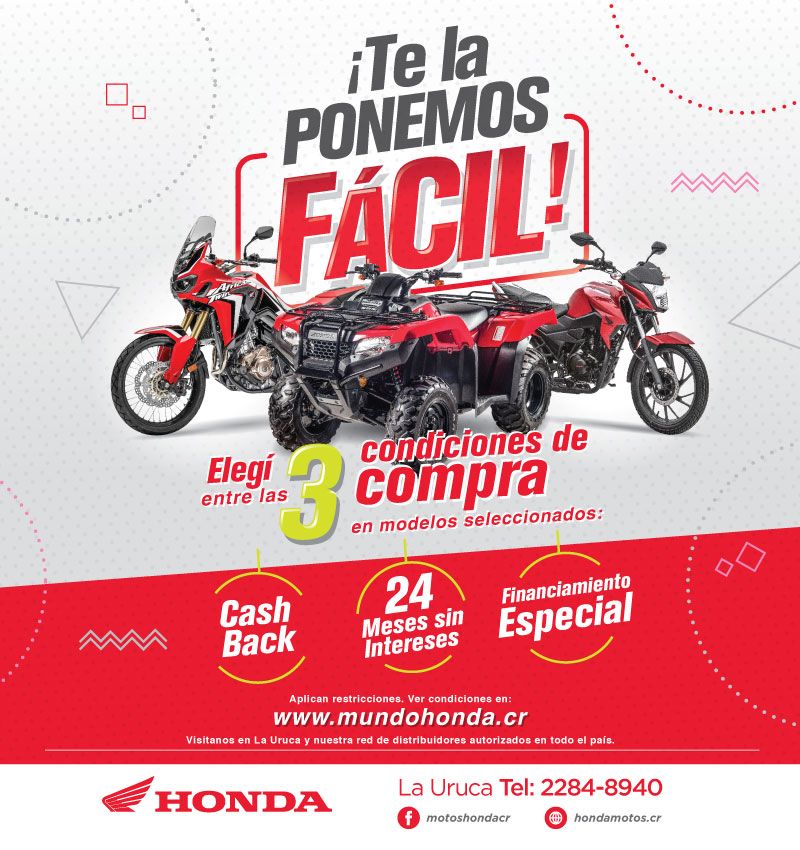 ¡Te la
PONEMOS
FÁCIL!
Elegí
entre las
3
condiciones de
compra
en modelos seleccionados:
Cash
Back
24
Meses sin
Intereses
Financiamiento
Especial
Aplican restricciones. Ver condiciones en:
www.mundohonda.cr
Visitanos en La Uruca y nuestra red de distribuidores autorizados en todo el país.
HONDA
La Uruca Tel: 2284-8940
motoshondacr
hondamotos.cr